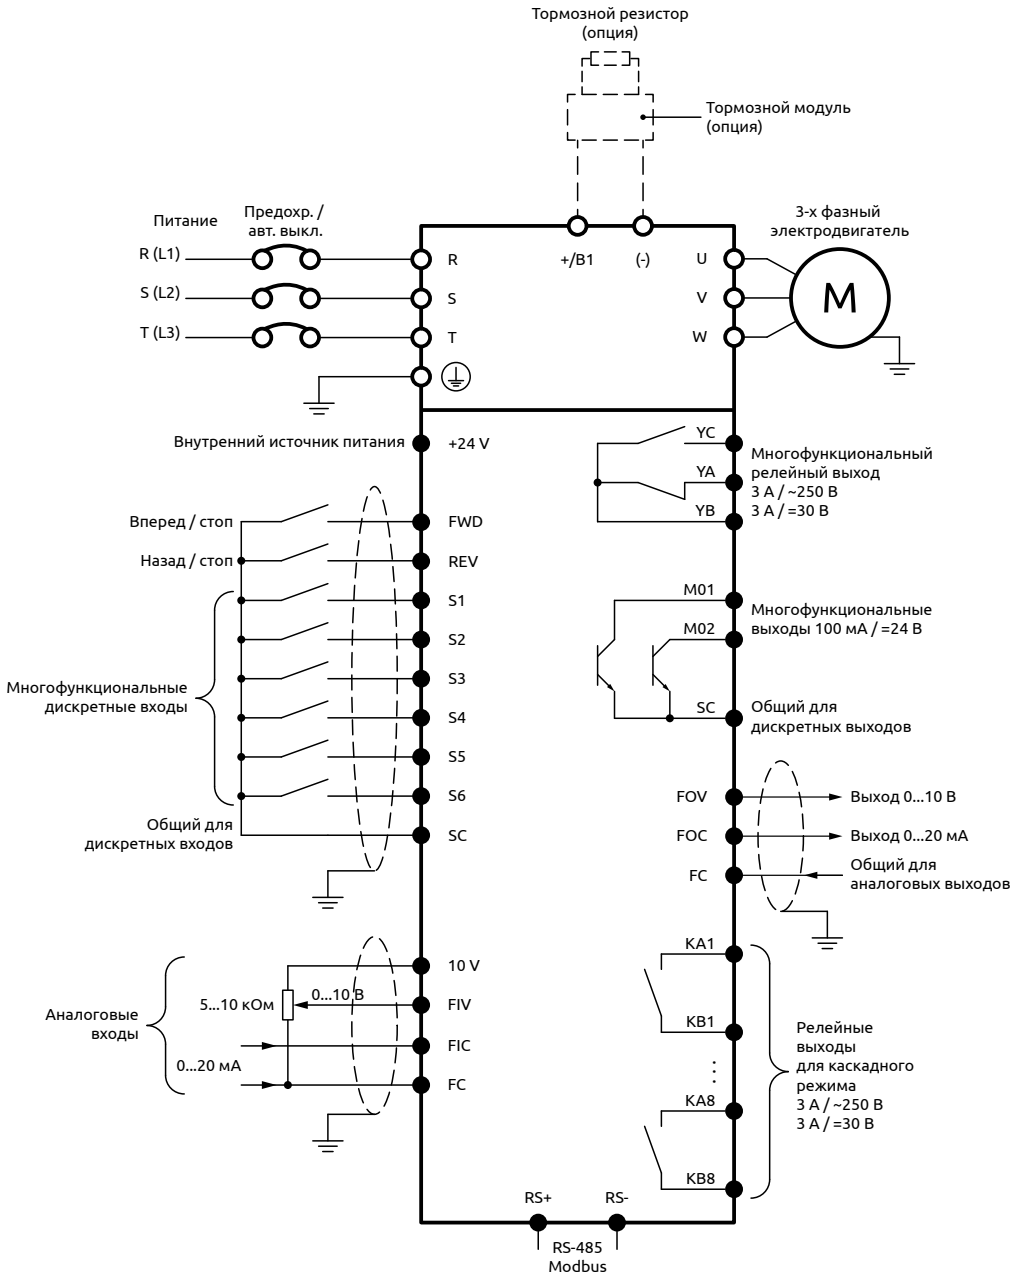 Тормозной резистор
(опция)
Тормозной модуль
(опция)
Питание
Предохр. /
авт. выкл.
3-х фазный
электродвигатель
R (L1)
R
+/B1
(-)
U
S (L2)
S
V
M
T (L3)
T
W
Внутренний источник питания
+24 V
YC
YA
YB
Многофункциональный
релейный выход
3 А / ~250 В
3 А / =30 В
Вперед / стоп
FWD
Назад / стоп
REV
S1
S2
S3
S4
S5
S6
Многофункциональные
дискретные входы
Общий для
дискретных входов
SC
M01
M02
Многофункциональные
выходы 100 мА / =24 В
SC
Общий для
дискретных выходов
FOV
Выход 0...10 В
FOC
Выход 0...20 мА
FC
Общий для
аналоговых выходов
Аналоговые
входы
10 V
5...10 кОм
0...10 В
FIV
FIC
0...20 мА
FC
KA1
KB1
KA8
KB8
Релейные
выходы
для каскадного
режима
3 А / ~250 В
3 А / =30 В
RS+
RS-
RS-485
Modbus